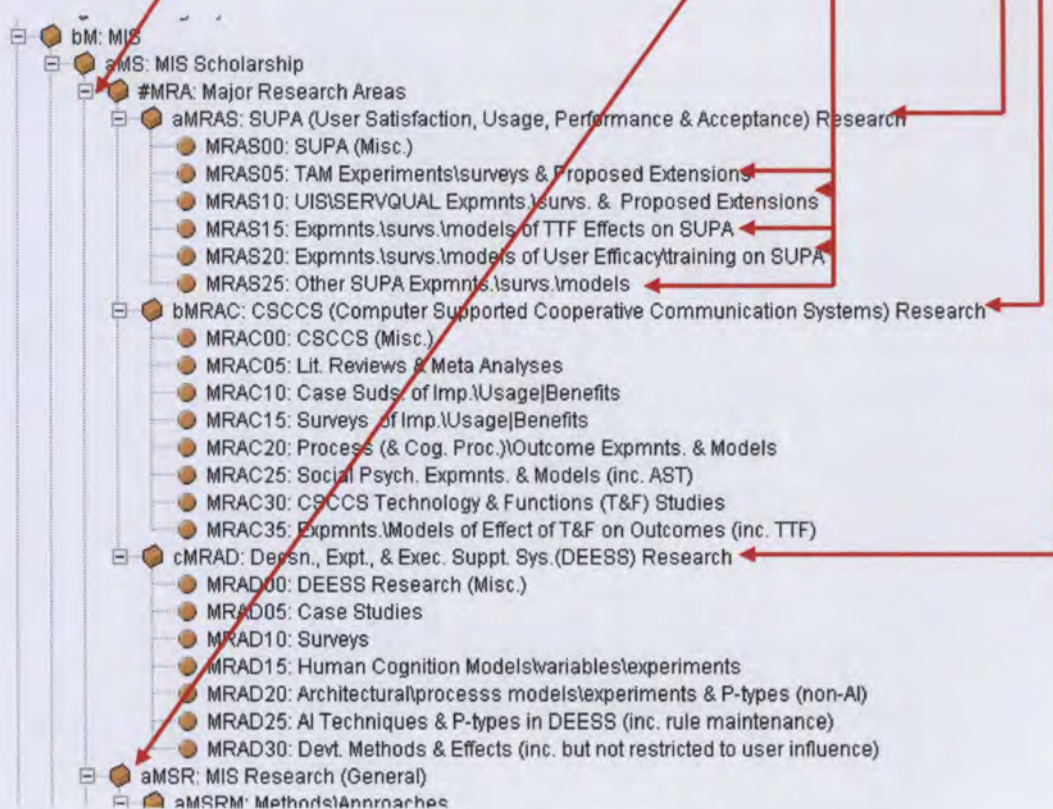 bM: MIS
aMS: MIS Scholarship
#MRA: Major Research Areas
aMRAS: SUPA (User Satisfaction, Usage, Performance & Acceptance) Research
MRAS00: SUPA (Misc.)
MRAS05: TAM Experiments\surveys & Proposed Extensions
MRAS10: UIS\SERVQUAL Expmnts.\survs. & Proposed Extensions
MRAS15: Expmnts.\survs.\models of TTF Effects on SUPA
MRAS20: Expmnts.\survs.\models of User Efficacy\training on SUPA
MRAS25: Other SUPA Expmnts.\survs.\models
bMRAC: CSCCS (Computer Supported Cooperative Communication Systems) Research
MRAC00: CSCCS (Misc.)
MRAC05: Lit. Reviews & Meta Analyses
MRAC10: Case Suds. of Imp.\Usage|Benefits
MRAC15: Surveys of Imp.\Usage|Benefits
MRAC20: Process (& Cog. Proc.)\Outcome Expmnts. & Models
MRAC25: Social Psych. Expmnts. & Models (inc. AST)
MRAC30: CSCCS Technology & Functions (T&F) Studies
MRAC35: Expmnts.\Models of Effect of T&F on Outcomes (inc. TTF)
cMRAD: Decsn., Expt., & Exec. Suppt. Sys.(DEESS) Research
MRAD00: DEESS Research (Misc.)
MRAD05: Case Studies
MRAD10: Surveys
MRAD15: Human Cognition Models\variables\experiments
MRAD20: Architectural\processs models\experiments & P-types (non-AI)
MRAD25: AI Techniques & P-types in DEESS (inc. rule maintenance)
MRAD30: Devt. Methods & Effects (inc. but not restricted to user influence)
aMSR: MIS Research (General)
aMSRM: Methods\Approaches